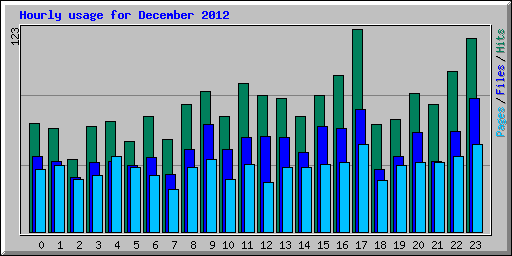 Hourly usage for December 2012
123
Pages / Files / Hits
0 1 2 3 4 5 6 7 8 9 10 11 12 13 14 15 16 17 18 19 20 21 22 23